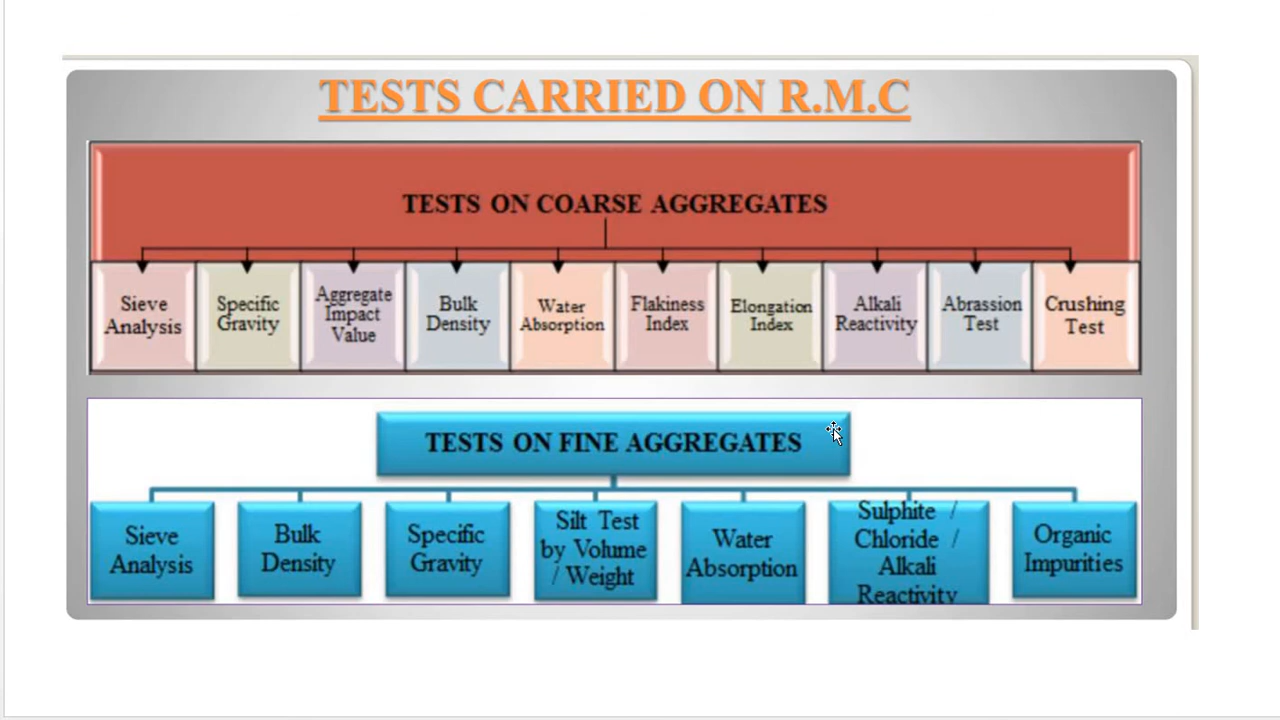 TESTS CARRIED ON R.M.C
TESTS ON COARSE AGGREGATES
Sieve
Analysis
Specific
Gravity
Aggregate
Impact
Value
Bulk
Density
Water
Absorption
Flakiness
Index
Elongation
Index
Alkali
Reactivity
Abrassion
Test
Crushing
Test
TESTS ON FINE AGGREGATES
Sieve
Analysis
Bulk
Density
Specific
Gravity
Silt Test
by Volume
/ Weight
Water
Absorption
Sulphite /
Chloride /
Alkali
Reactivity
Organic
Impurities